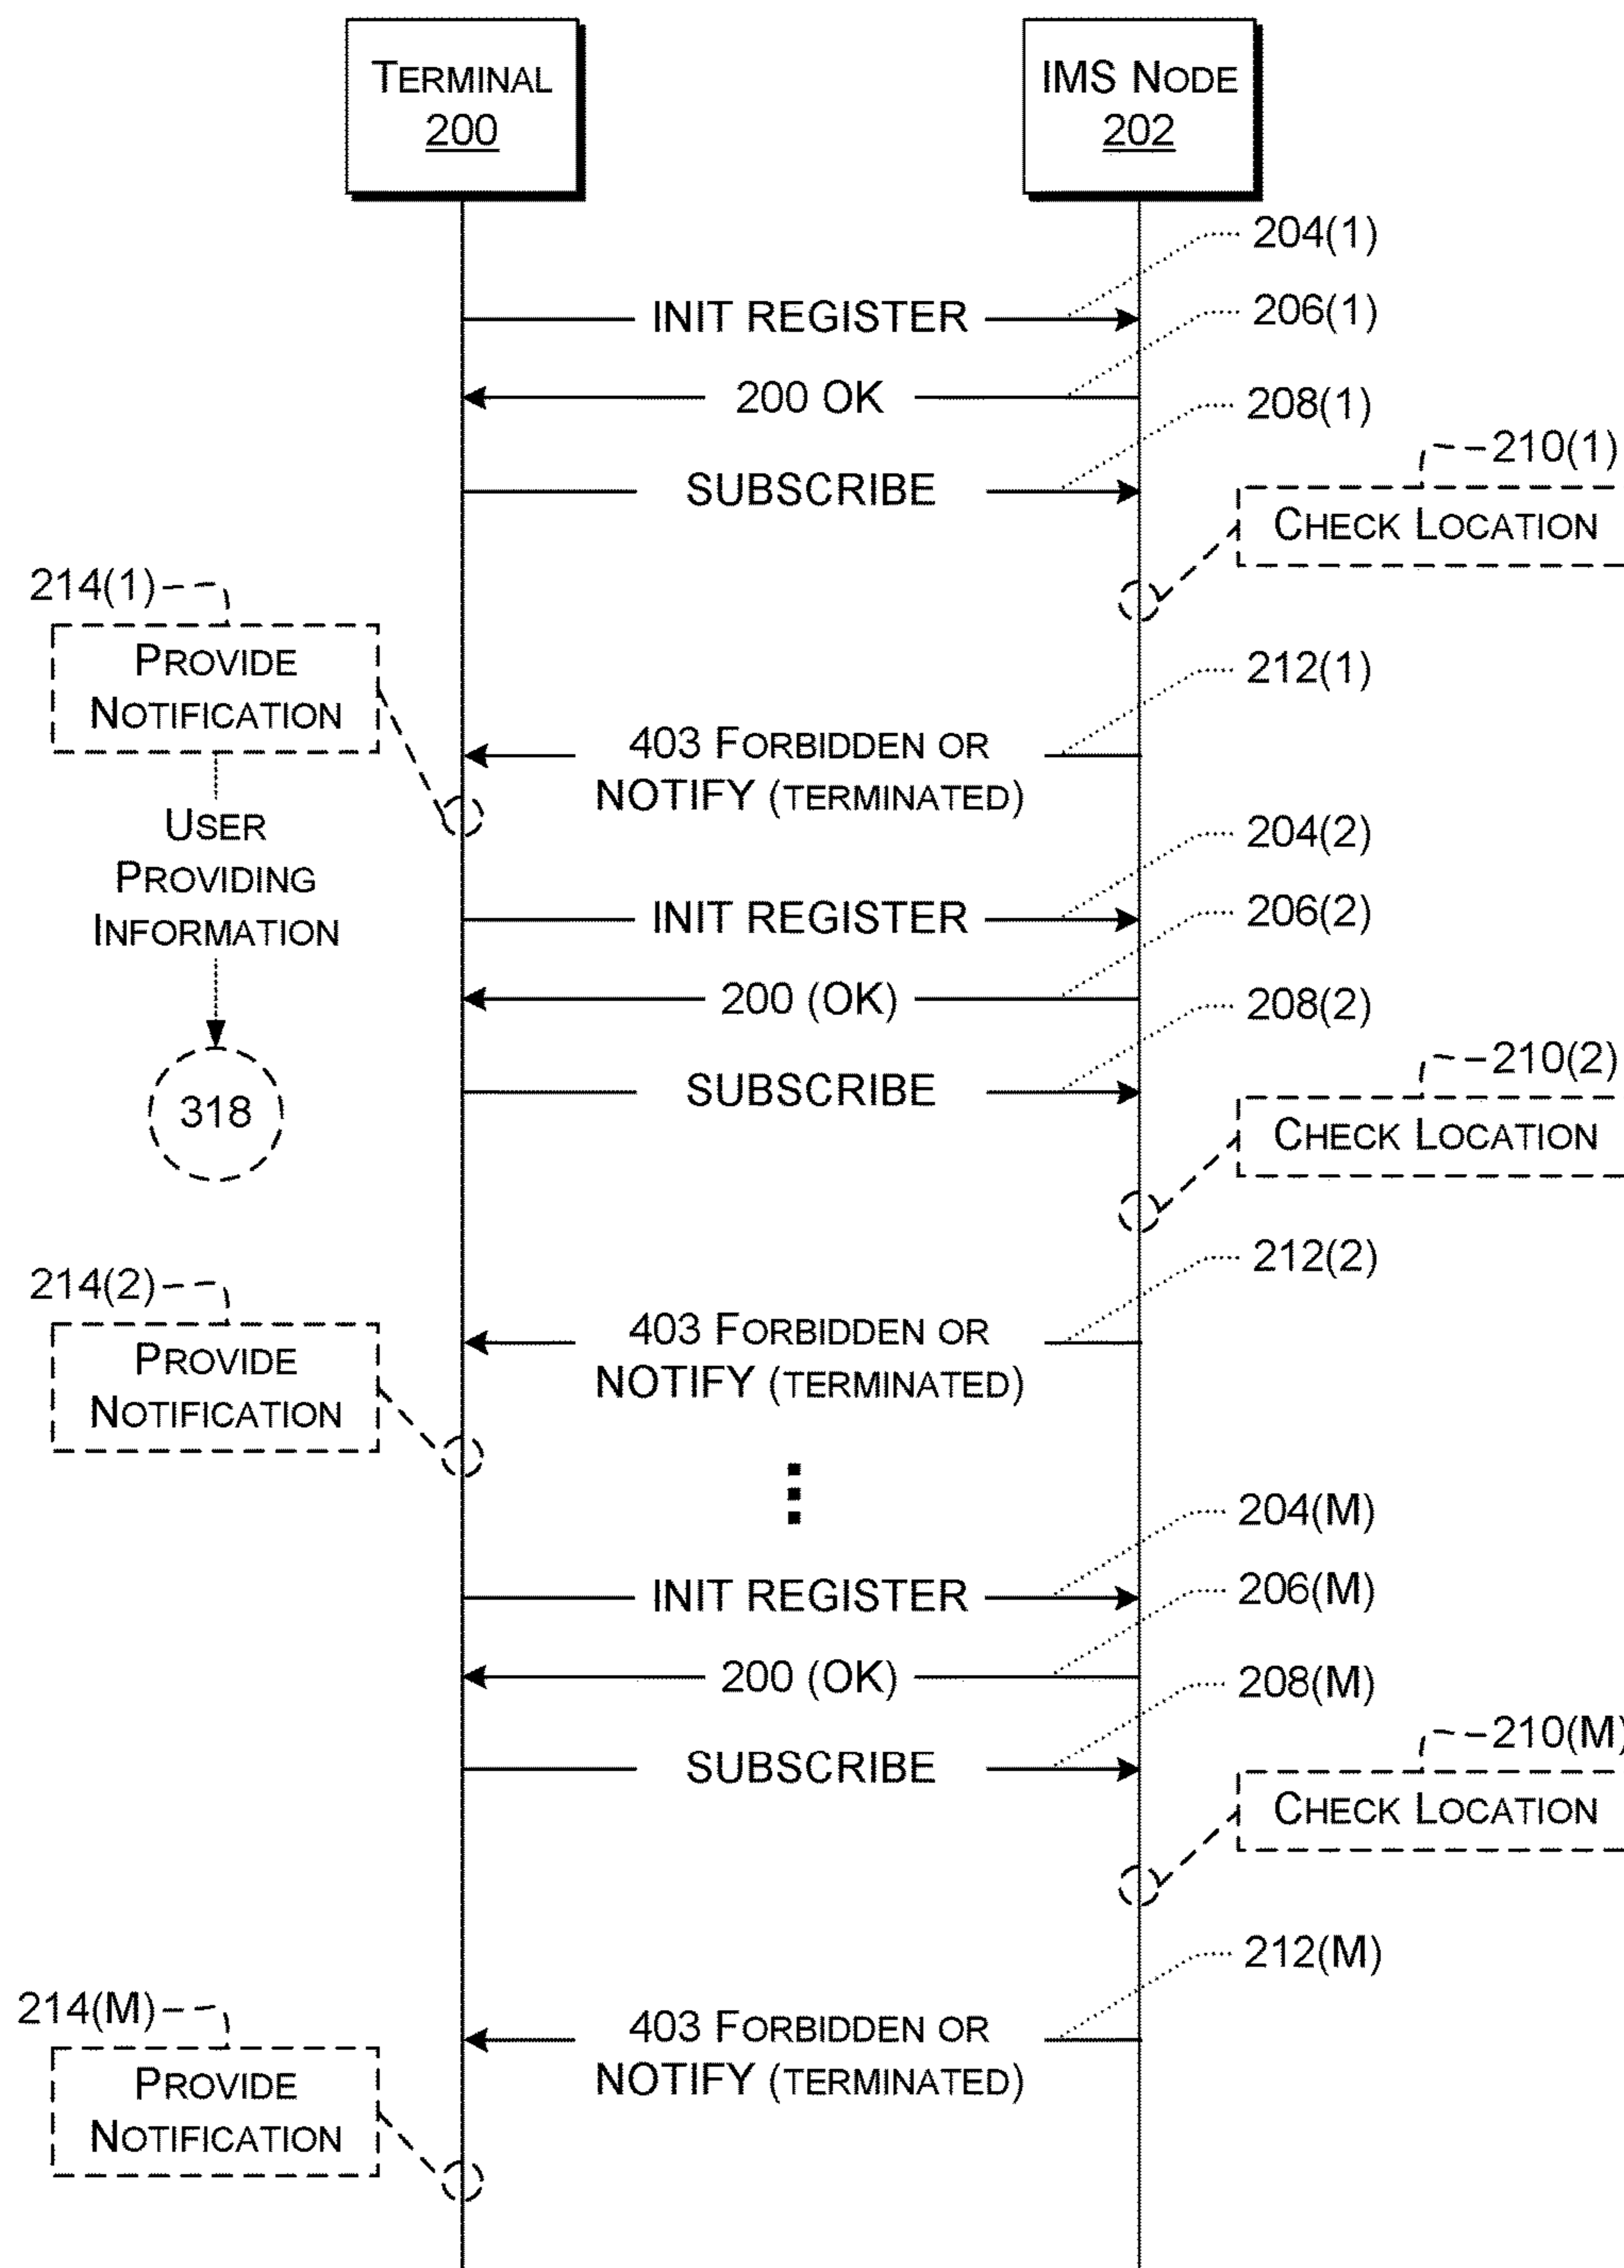 TERMINAL
200
IMS NODE
202
204(1)
INIT REGISTER
206(1)
200 OK
208(1)
SUBSCRIBE
210(1)
CHECK LOCATION
214(1)
PROVIDE
NOTIFICATION
212(1)
403 FORBIDDEN OR
NOTIFY (TERMINATED)
USER
PROVIDING
INFORMATION
318
204(2)
INIT REGISTER
206(2)
200 (OK)
208(2)
SUBSCRIBE
210(2)
CHECK LOCATION
212(2)
214(2)
PROVIDE
NOTIFICATION
403 FORBIDDEN OR
NOTIFY (TERMINATED)
204(M)
INIT REGISTER
206(M)
200 (OK)
208(M)
SUBSCRIBE
210(M)
CHECK LOCATION
212(M)
214(M)
PROVIDE
NOTIFICATION
403 FORBIDDEN OR
NOTIFY (TERMINATED)